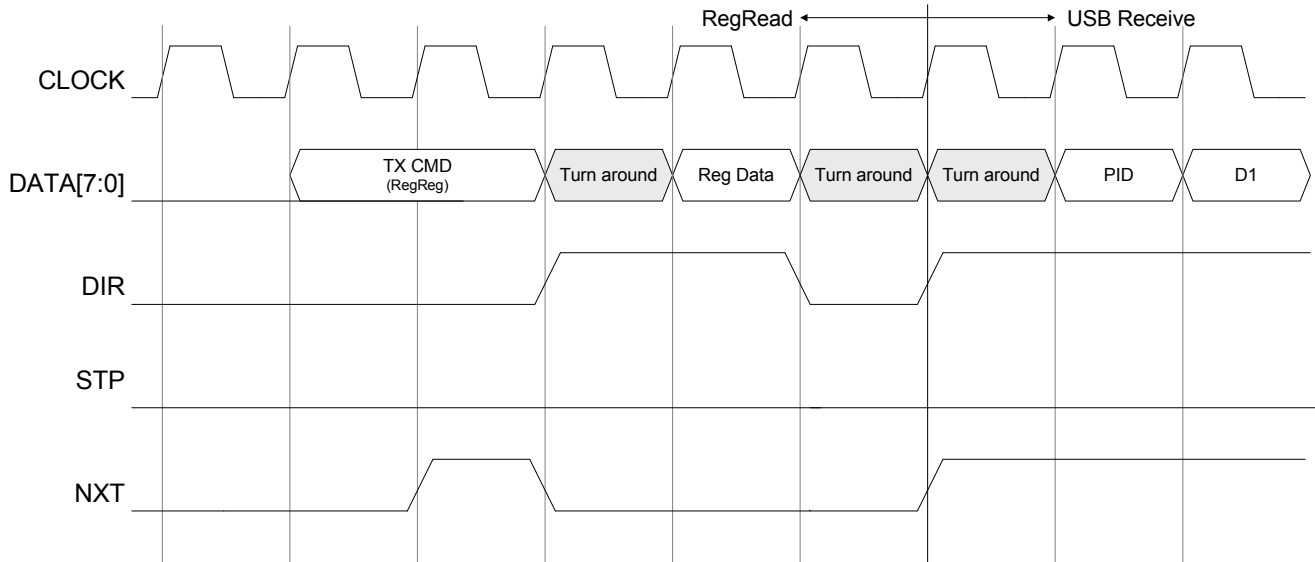 RegRead USB Receive
CLOCK
DATA[7:0]
TX CMD
(RegReg)
Turn around
Reg Data
Turn around
Turn around
PID
D1
DIR
STP
NXT